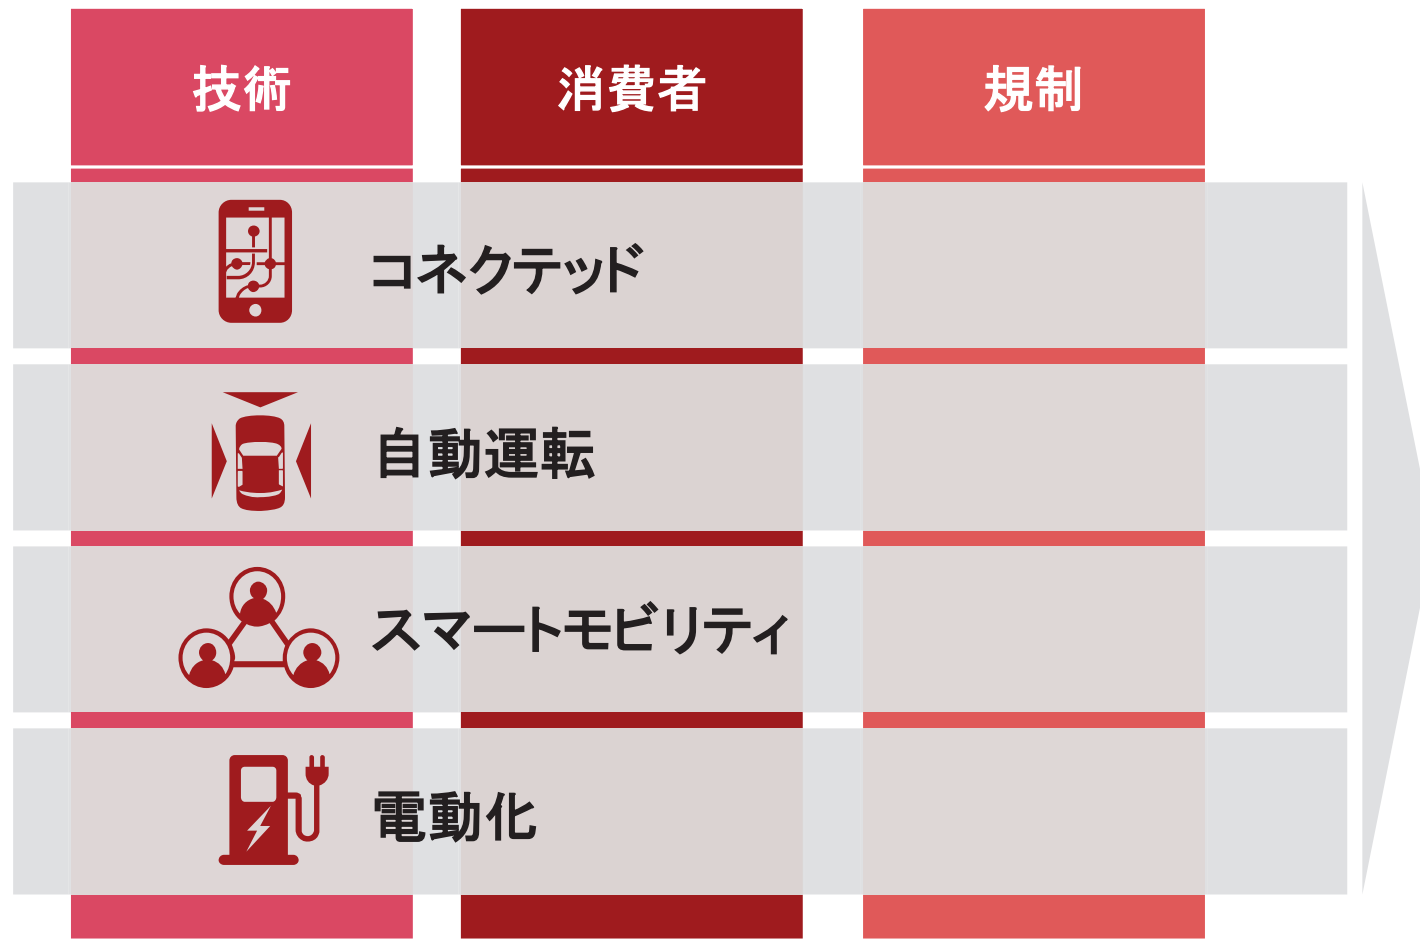 技術
消費者
規制
コネクテッド
自動運転
スマートモビリティ
電動化